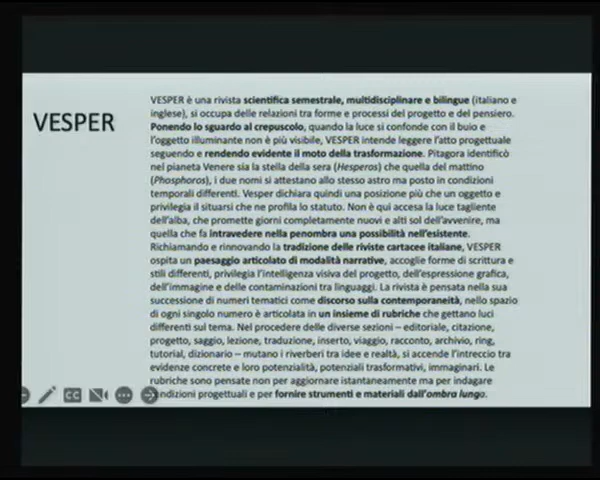 VESPER
VESPER è una rivista scientifica semestrale, multidisciplinare e bilingue (italiano e
inglese), si occupa delle relazioni tra forme e processi del progetto e del pensiero.
Ponendo lo sguardo al crepuscolo, quando la luce si confonde con il buio e
l'oggetto illuminante non è più visibile, VESPER intende leggere l'atto progettuale
seguendo e rendendo evidente il moto della trasformazione. Pitagora identificò
nel pianeta Venere sia la stella della sera (Hesperos) che quella del mattino
(Phosphoros), i due nomi si attestano allo stesso astro ma posto in condizioni
temporali differenti. Vesper dichiara quindi una posizione più che un oggetto e
privilegia il situarsi che ne profila lo statuto. Non è qui accesa la luce tagliente
dell'alba, che promette giorni completamente nuovi e alti sol dell'avvenire, ma
quella che fa intravedere nella penombra una possibilità nell'esistente.
Richiamando e rinnovando la tradizione delle riviste cartacee italiane, VESPER
ospita un paesaggio articolato di modalità narrative, accoglie forme di scrittura e
stili differenti, privilegia l'intelligenza visiva del progetto, dell'espressione grafica,
dell'immagine e delle contaminazioni tra linguaggi. La rivista è pensata nella sua
successione di numeri tematici come discorso sulla contemporaneità, nello spazio
di ogni singolo numero è articolata in un insieme di rubriche che gettano luci
differenti sul tema. Nel procedere delle diverse sezioni – editoriale, citazione,
progetto, saggio, lezione, traduzione, inserto, viaggio, racconto, archivio, ring,
tutorial, dizionario – mutano i riverberi tra idee e realtà, si accende l'intreccio tra
evidenze concrete e loro potenzialità, potenziali trasformativi, immaginari. Le
rubriche sono pensate non per aggiornare istantaneamente ma per indagare
condizioni progettuali e per fornire strumenti e materiali dall'ombra lunga.
CC